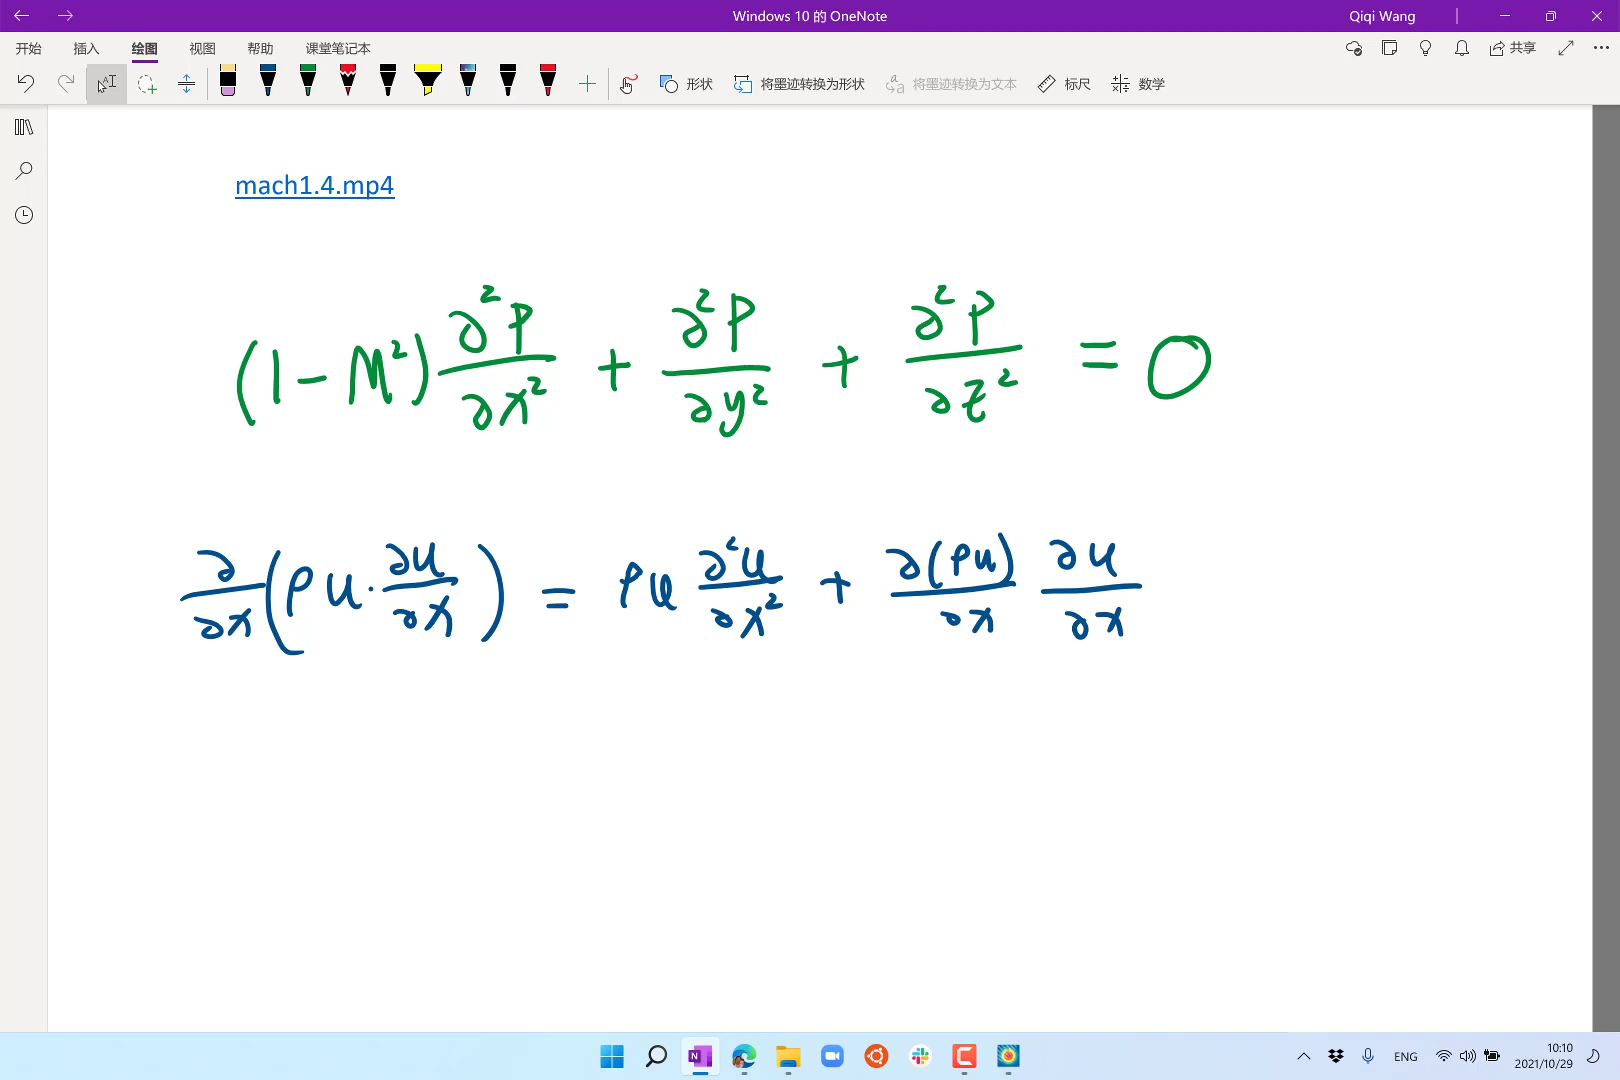 Windows 10 的 OneNote
Qiqi Wang
开始 插入 绘图 视图 帮助 课堂笔记本
共享
形状 将墨迹转换为形状 将墨迹转换为文本 标尺 数学
mach1.4.mp4
(1-M²) ∂²P/∂x² + ∂²P/∂y² + ∂²P/∂z² = 0
∂/∂x (ρu · ∂u/∂x) = ρu ∂²u/∂x² + ∂(ρu)/∂x ∂u/∂x
ENG
10:10
2021/10/29